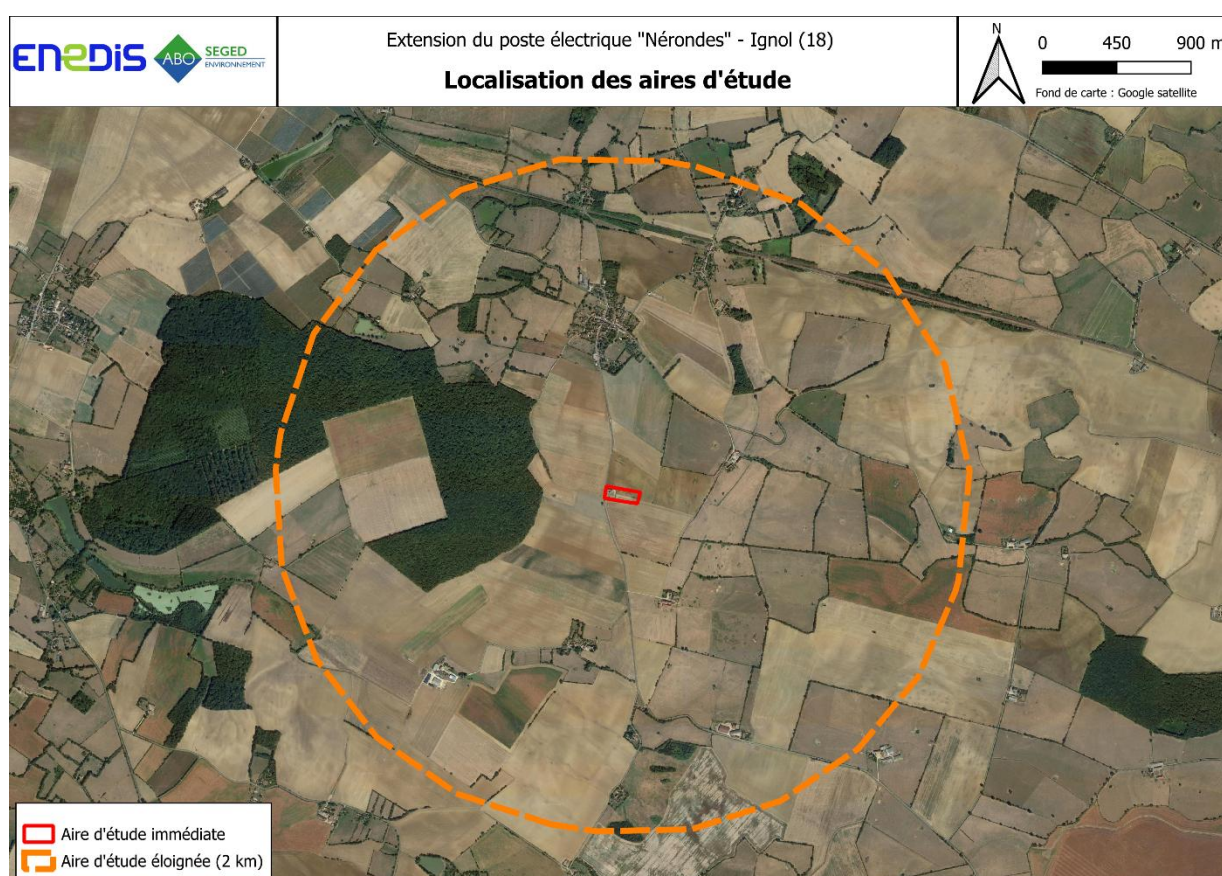 ENEDIS
ABO
SEGED
ENVIRONNEMENT
Extension du poste électrique "Nérondes" - Ignol (18)
Localisation des aires d'étude
N
0 450 900 m
Fond de carte : Google satellite
Aire d'étude immédiate
Aire d'étude éloignée (2 km)